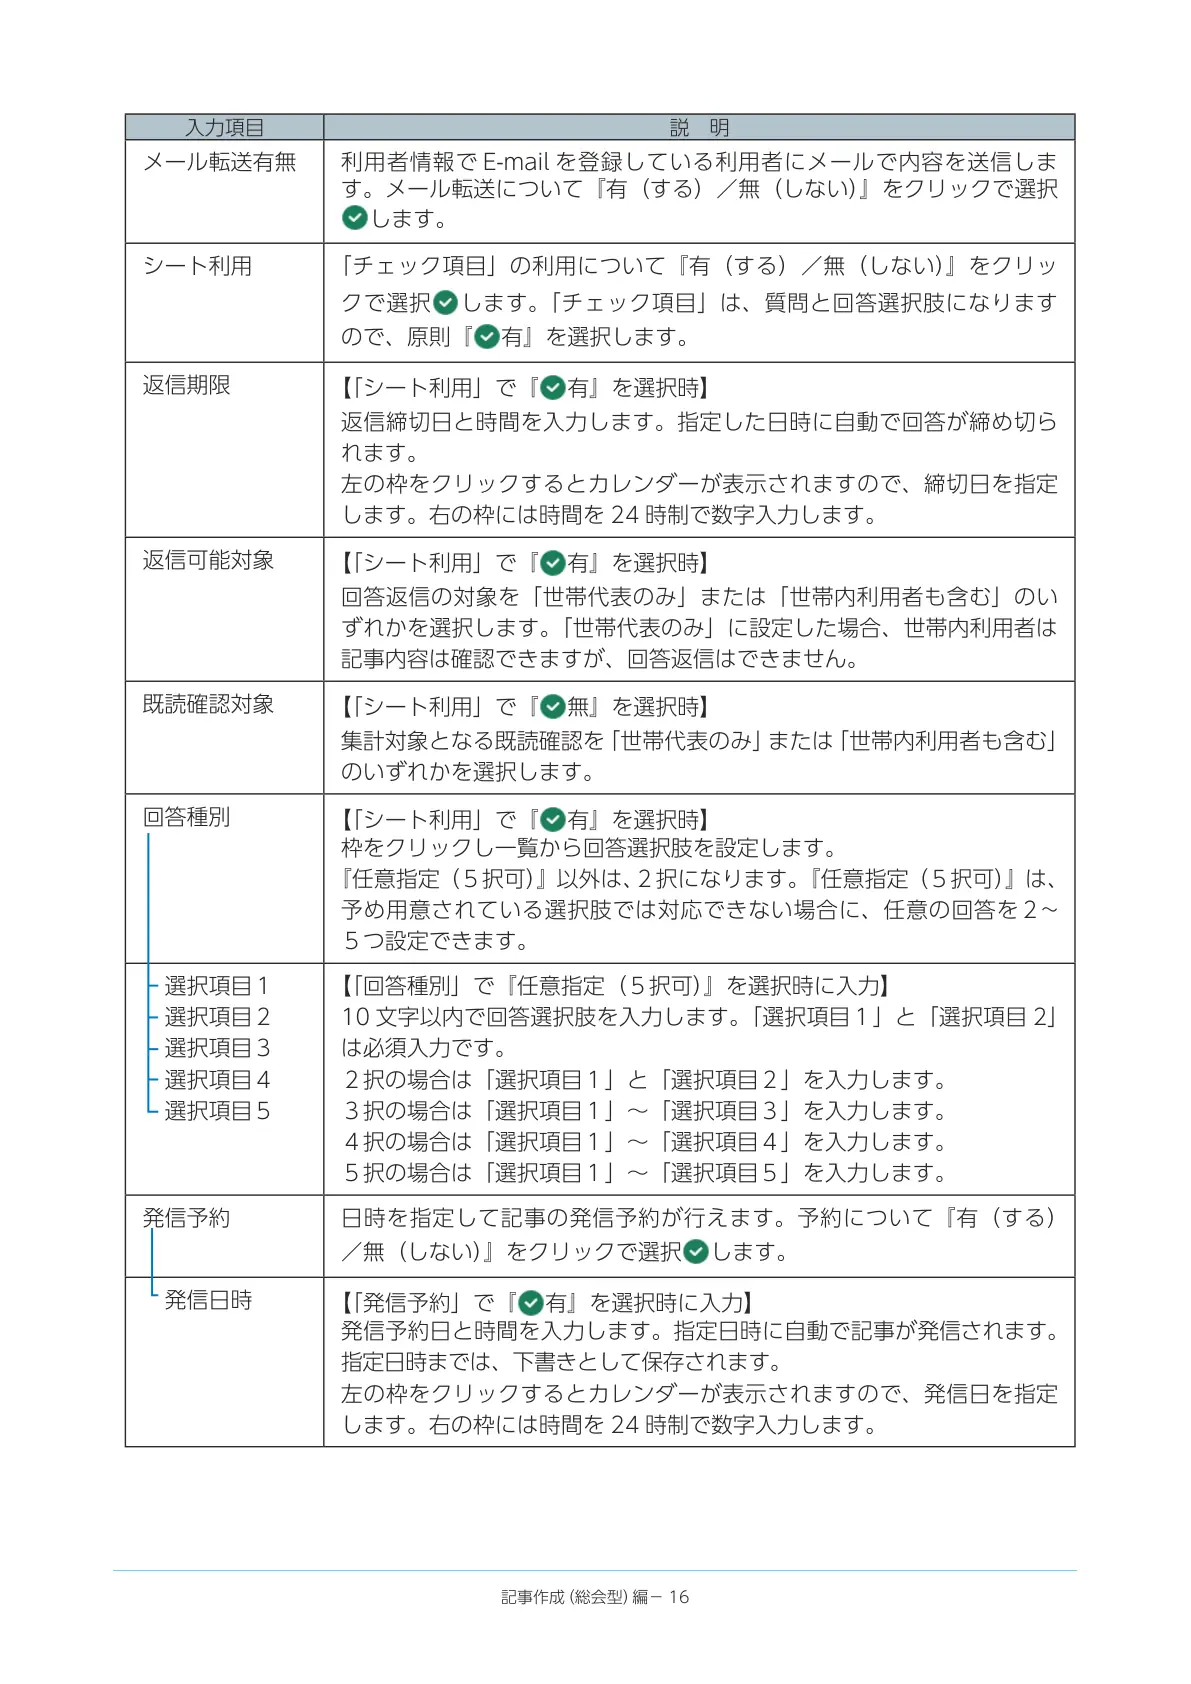 入力項目
説　明
メール転送有無
利用者情報で E-mail を登録している利用者にメールで内容を送信しま
す。メール転送について『有（する）／無（しない）』をクリックで選択
します。
シート利用
「チェック項目」の利用について『有（する）／無（しない）』をクリッ
クで選択します。「チェック項目」は、質問と回答選択肢になります
ので、原則『有』を選択します。
返信期限
【「シート利用」で『有』を選択時】
返信締切日と時間を入力します。指定した日時に自動で回答が締め切ら
れます。
左の枠をクリックするとカレンダーが表示されますので、締切日を指定
します。右の枠には時間を 24 時制で数字入力します。
返信可能対象
【「シート利用」で『有』を選択時】
回答返信の対象を「世帯代表のみ」または「世帯内利用者も含む」のい
ずれかを選択します。「世帯代表のみ」に設定した場合、世帯内利用者は
記事内容は確認できますが、回答返信はできません。
既読確認対象
【「シート利用」で『無』を選択時】
集計対象となる既読確認を「世帯代表のみ」または「世帯内利用者も含む」
のいずれかを選択します。
回答種別
【「シート利用」で『有』を選択時】
枠をクリックし一覧から回答選択肢を設定します。
『任意指定（５択可）』以外は、２択になります。『任意指定（５択可）』は、
予め用意されている選択肢では対応できない場合に、任意の回答を２～
５つ設定できます。
選択項目１
選択項目２
選択項目３
選択項目４
選択項目５
【「回答種別」で『任意指定（５択可）』を選択時に入力】
10 文字以内で回答選択肢を入力します。「選択項目１」と「選択項目 2」
は必須入力です。
２択の場合は「選択項目１」と「選択項目２」を入力します。
３択の場合は「選択項目１」～「選択項目３」を入力します。
４択の場合は「選択項目１」～「選択項目４」を入力します。
５択の場合は「選択項目１」～「選択項目５」を入力します。
発信予約
日時を指定して記事の発信予約が行えます。予約について『有（する）
／無（しない）』をクリックで選択します。
発信日時
【「発信予約」で『有』を選択時に入力】
発信予約日と時間を入力します。指定日時に自動で記事が発信されます。
指定日時までは、下書きとして保存されます。
左の枠をクリックするとカレンダーが表示されますので、発信日を指定
します。右の枠には時間を 24 時制で数字入力します。
記事作成（総会型）編－ 16